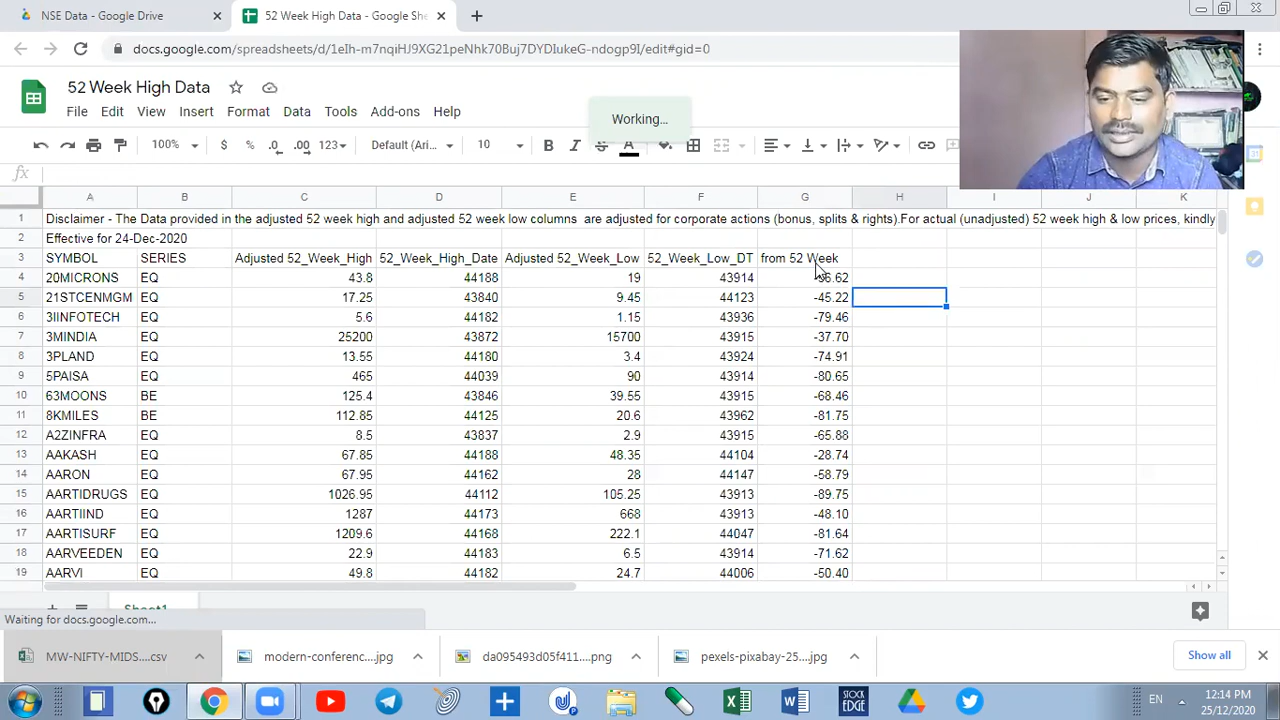 NSE Data - Google Drive
52 Week High Data - Google She
docs.google.com/spreadsheets/d/1eIh-m7nqiHJ9XG21peNhk70Buj7DYDIukeG-ndogp9I/edit#gid=0
52 Week High Data
File Edit View Insert Format Data Tools Add-ons Help
Working...
100% $ % .0 .00 123 Default (Ari... 10 B I S A
fx
A B C D E F G H I J K
1 Disclaimer - The Data provided in the adjusted 52 week high and adjusted 52 week low columns are adjusted for corporate actions (bonus, splits & rights).For actual (unadjusted) 52 week high & low prices, kindly
2 Effective for 24-Dec-2020
3 SYMBOL SERIES Adjusted 52_Week_High 52_Week_High_Date Adjusted 52_Week_Low 52_Week_Low_DT from 52 Week
4 20MICRONS EQ 43.8 44188 19 43914 -56.62
5 21STCENMGM EQ 17.25 43840 9.45 44123 -45.22
6 3IINFOTECH EQ 5.6 44182 1.15 43936 -79.46
7 3MINDIA EQ 25200 43872 15700 43915 -37.70
8 3PLAND EQ 13.55 44180 3.4 43924 -74.91
9 5PAISA EQ 465 44039 90 43914 -80.65
10 63MOONS BE 125.4 43846 39.55 43915 -68.46
11 8KMILES BE 112.85 44125 20.6 43962 -81.75
12 A2ZINFRA EQ 8.5 43837 2.9 43915 -65.88
13 AAKASH EQ 67.85 44188 48.35 44104 -28.74
14 AARON EQ 67.95 44162 28 44147 -58.79
15 AARTIDRUGS EQ 1026.95 44112 105.25 43913 -89.75
16 AARTIIND EQ 1287 44173 668 43913 -48.10
17 AARTISURF EQ 1209.6 44168 222.1 44047 -81.64
18 AARVEEDEN EQ 22.9 44183 6.5 43914 -71.62
19 AARVI EQ 49.8 44182 24.7 44006 -50.40
Sheet1
Waiting for docs.google.com...
MW-NIFTY-MIDS....csv
modern-conferenc....jpg
da095493d05f411....png
pexels-pixabay-25....jpg
Show all
STOCK EDGE
EN
12:14 PM
25/12/2020